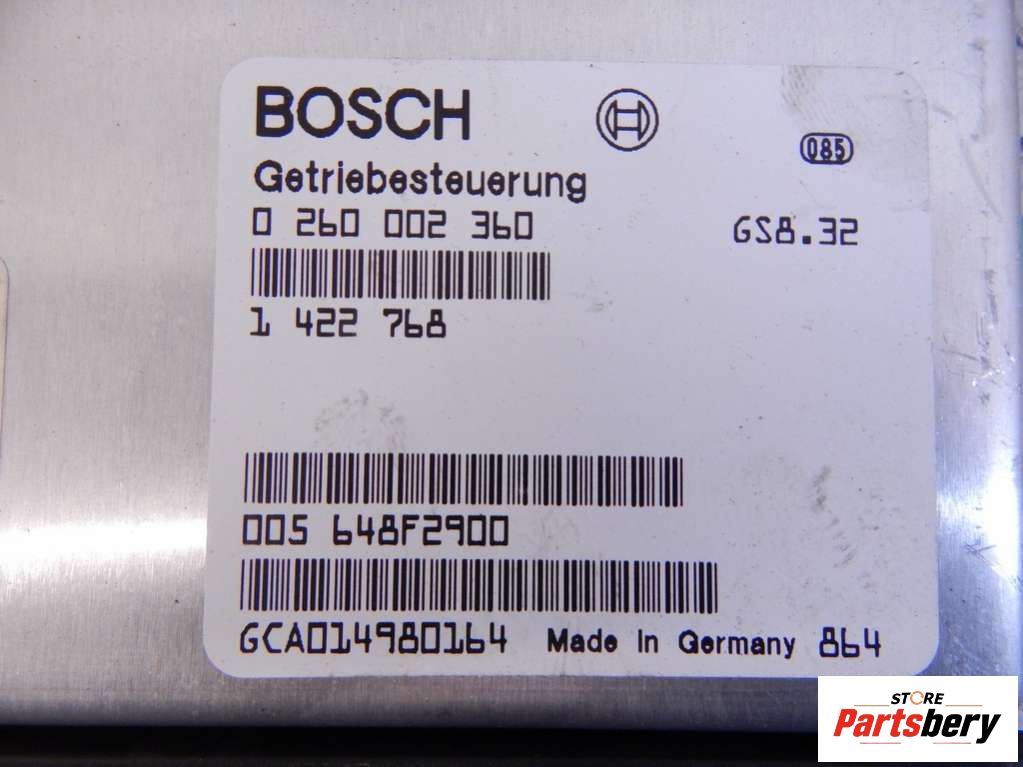 BOSCH
085
Getriebesteuerung
0 260 002 360 GS8.32
1 422 768
005 648F2900
GCA014980164 Made In Germany 864
STORE
Partsbery